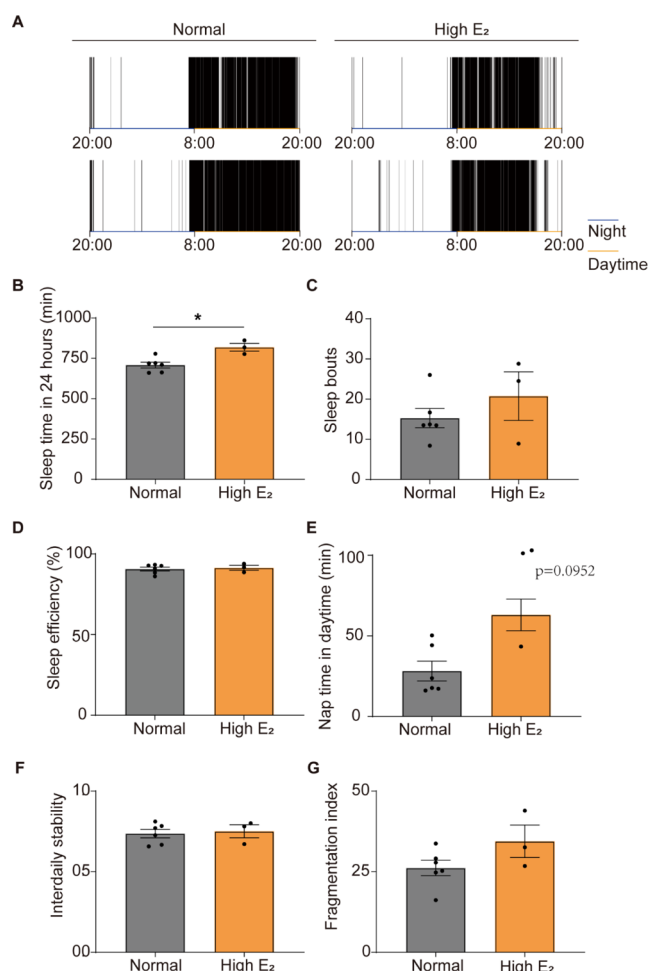 A
Normal
High E₂
20:00
8:00
20:00
20:00
8:00
20:00
20:00
8:00
20:00
20:00
8:00
20:00
Night
Daytime
B
Sleep time in 24 hours (min)
1000
750
500
250
0
*
Normal
High E₂
C
Sleep bouts
40
30
20
10
0
Normal
High E₂
D
Sleep efficiency (%)
100
50
0
Normal
High E₂
E
Nap time in daytime (min)
100
50
0
p=0.0952
Normal
High E₂
F
Interdaily stability
10
05
00
Normal
High E₂
G
Fragmentation index
50
25
0
Normal
High E₂